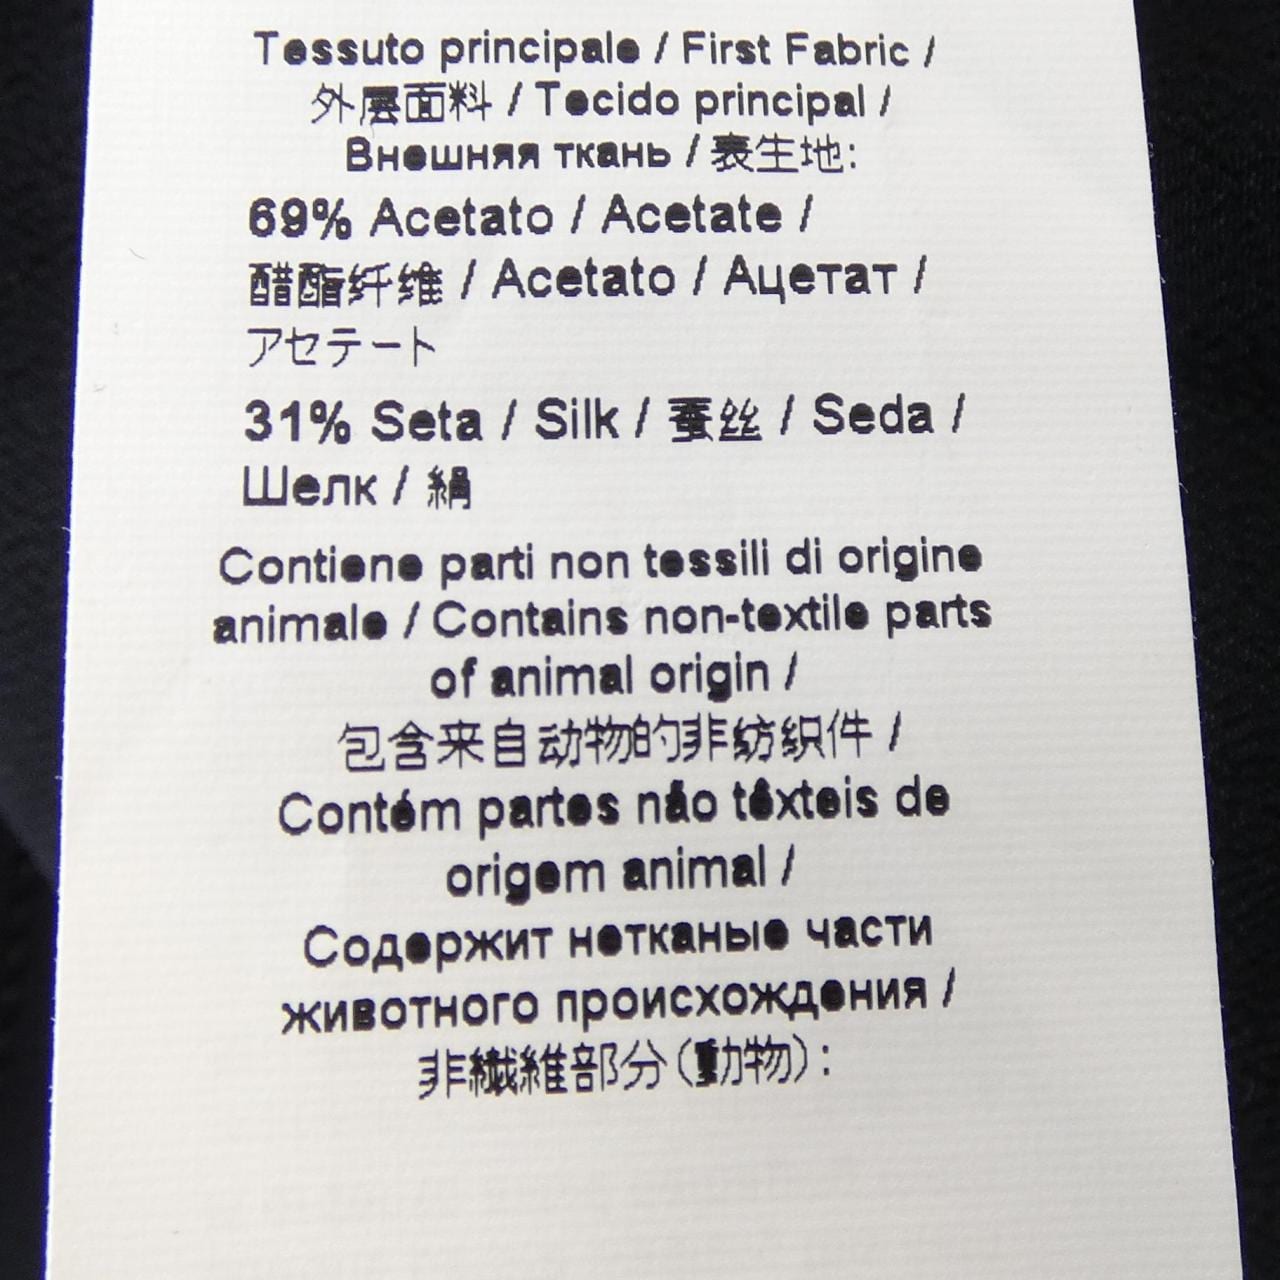 Tessuto principale / First Fabric /
外层面料 / Tecido principal /
Внешняя ткань / 表生地:
69% Acetato / Acetate /
醋酯纤维 / Acetato / Ацетат /
アセテート
31% Seta / Silk / 蚕丝 / Seda /
Шелк / 絹
Contiene parti non tessili di origine
animale / Contains non-textile parts
of animal origin /
包含来自动物的非纺织件 /
Contém partes não têxteis de
origem animal /
Содержит нетканые части
животного происхождения /
非繊維部分(動物):